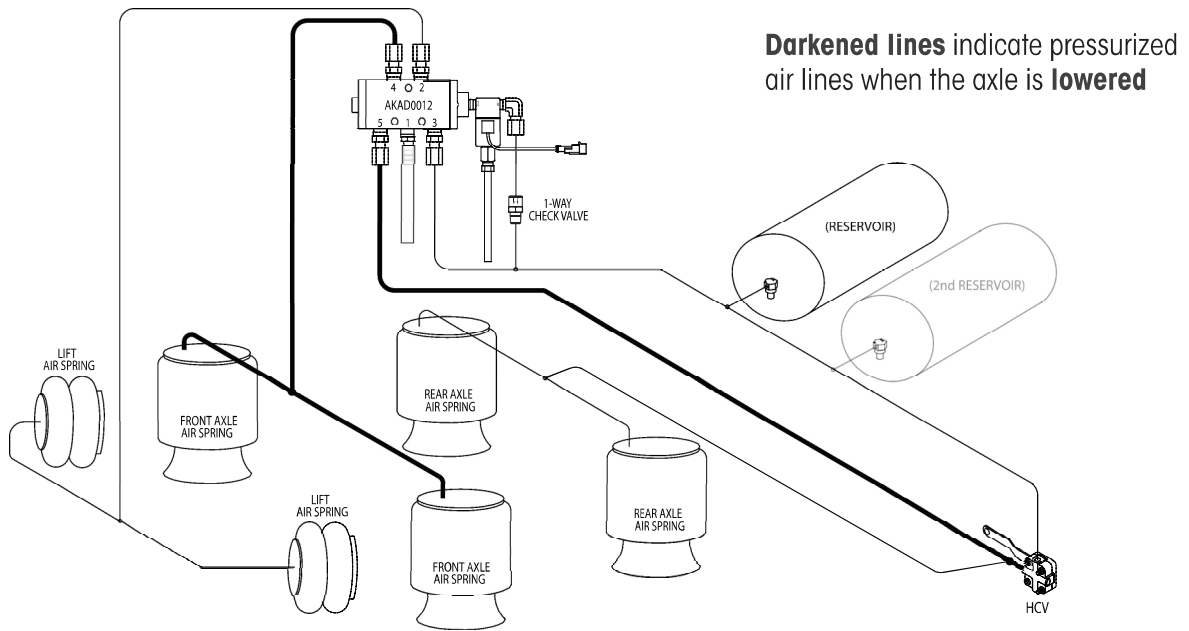 Darkened lines indicate pressurized
air lines when the axle is lowered
4 2
AKAD0012
5 1 3
1-WAY
CHECK VALVE
(RESERVOIR)
(2nd RESERVOIR)
LIFT
AIR SPRING
FRONT AXLE
AIR SPRING
REAR AXLE
AIR SPRING
LIFT
AIR SPRING
FRONT AXLE
AIR SPRING
REAR AXLE
AIR SPRING
HCV